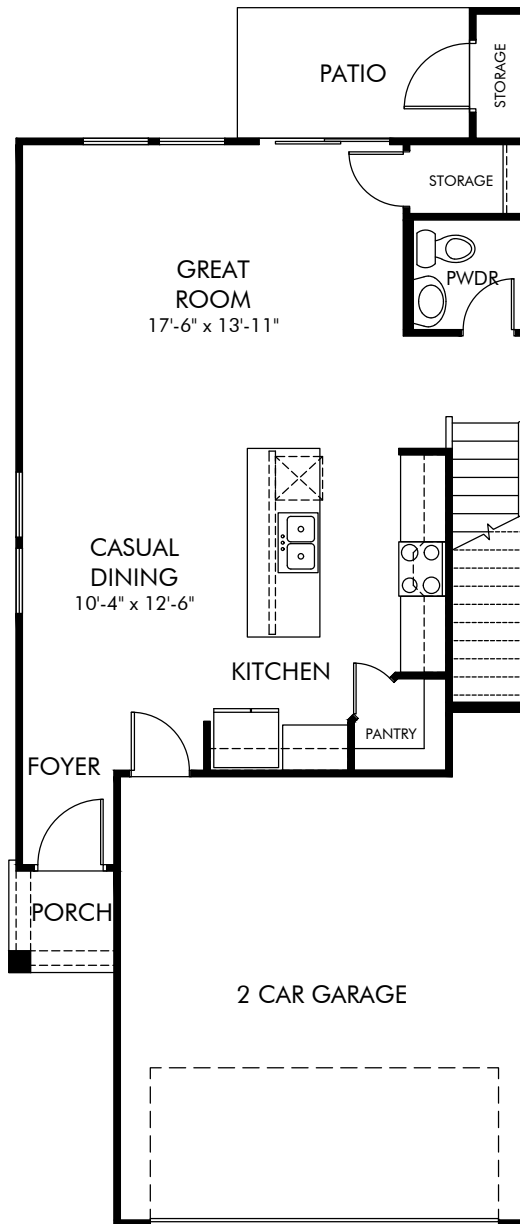 PATIO
STORAGE
STORAGE
PWDR
GREAT
ROOM
17'-6" x 13'-11"
CASUAL
DINING
10'-4" x 12'-6"
KITCHEN
PANTRY
FOYER
PORCH
2 CAR GARAGE